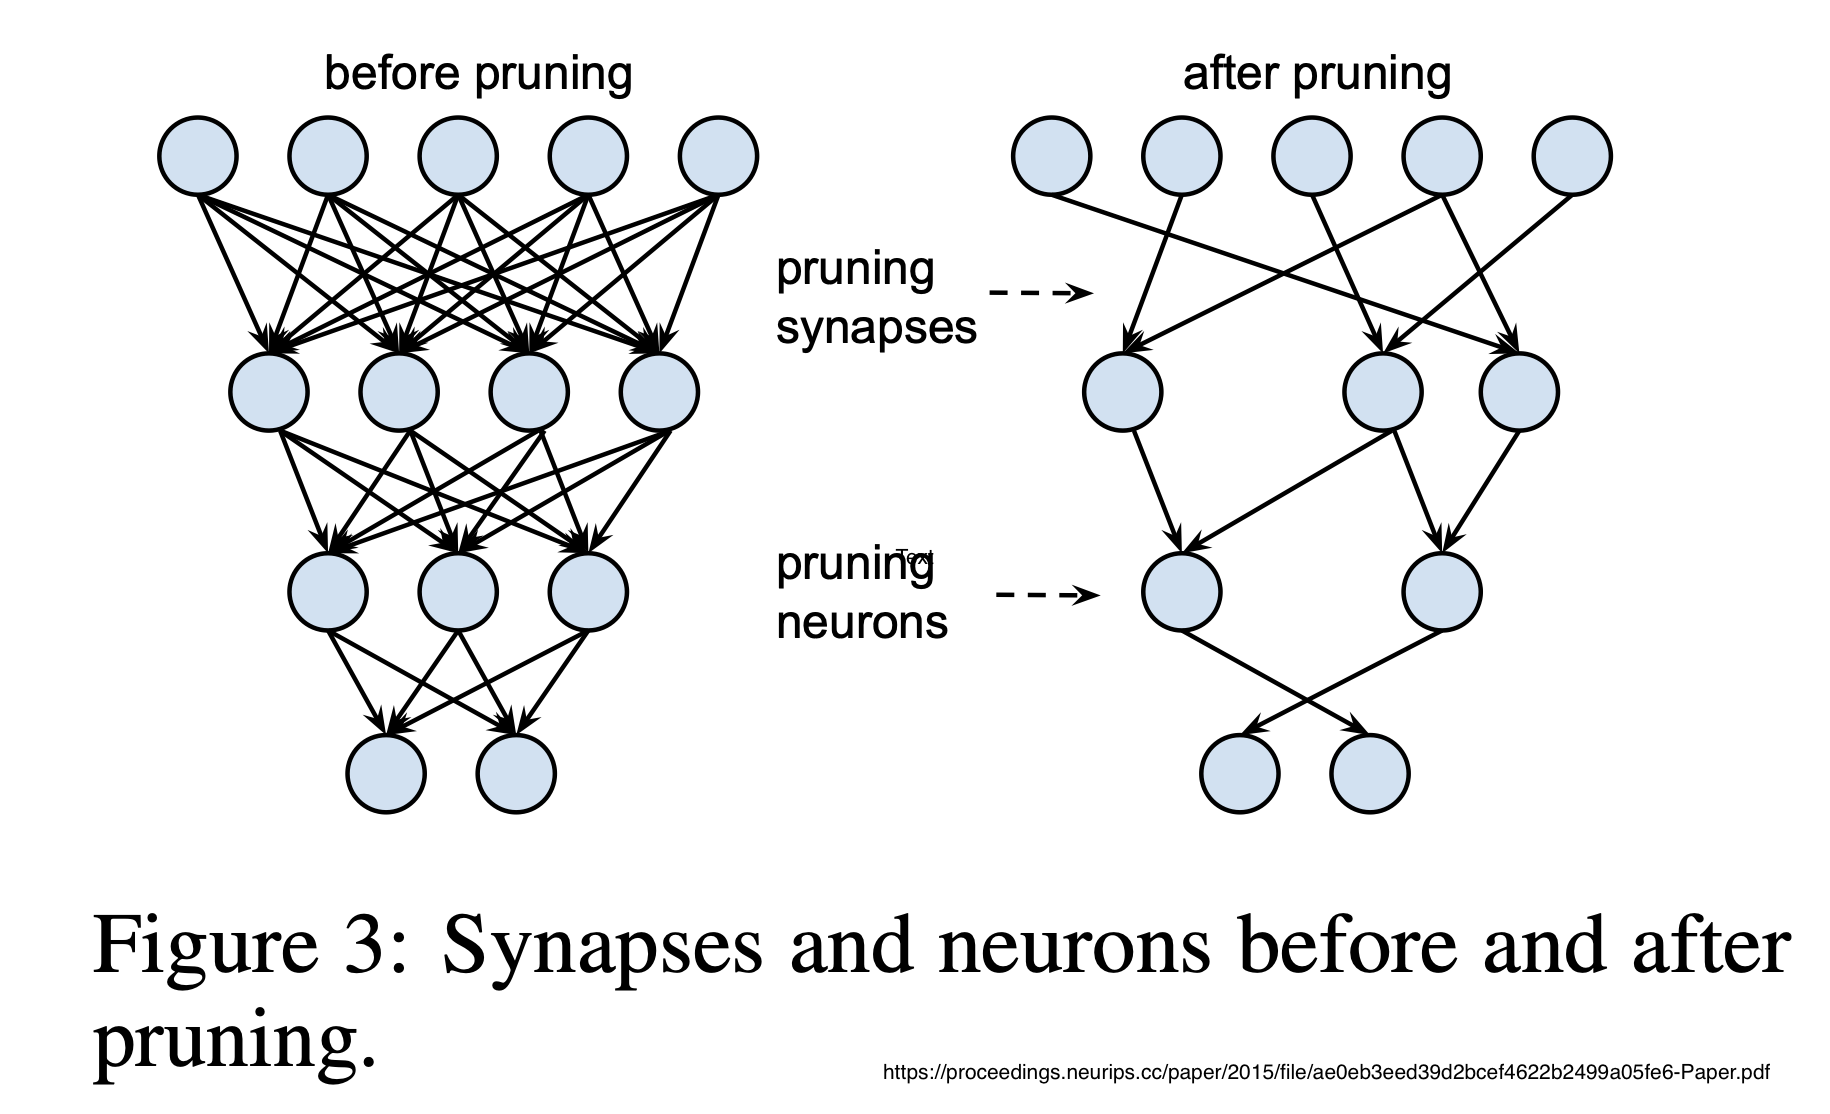 before pruning
after pruning
pruning
synapses
pruning
Text
neurons
Figure 3: Synapses and neurons before and after
pruning.
https://proceedings.neurips.cc/paper/2015/file/ae0eb3eed39d2bcef4622b2499a05fe6-Paper.pdf